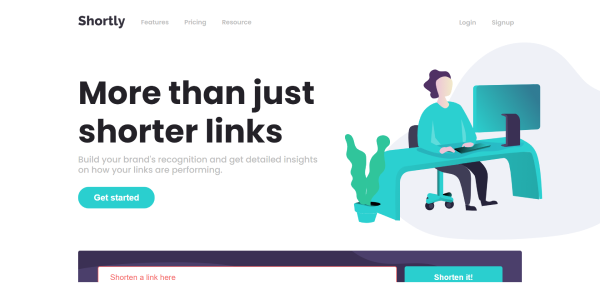 Shortly
Features
Pricing
Resource
Login
Signup
More than just
shorter links
Build your brand's recognition and get detailed insights
on how your links are performing.
Get started
Shorten a link here
Shorten it!